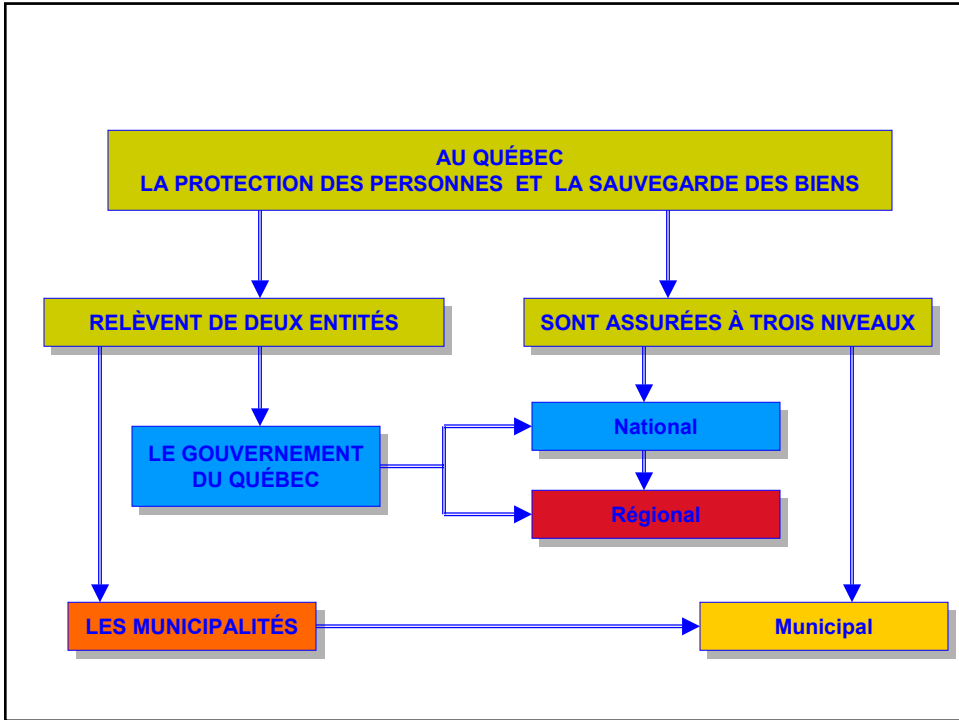 AU QUÉBEC
LA PROTECTION DES PERSONNES ET LA SAUVEGARDE DES BIENS
RELÈVENT DE DEUX ENTITÉS
SONT ASSURÉES À TROIS NIVEAUX
LE GOUVERNEMENT
DU QUÉBEC
National
Régional
LES MUNICIPALITÉS
Municipal